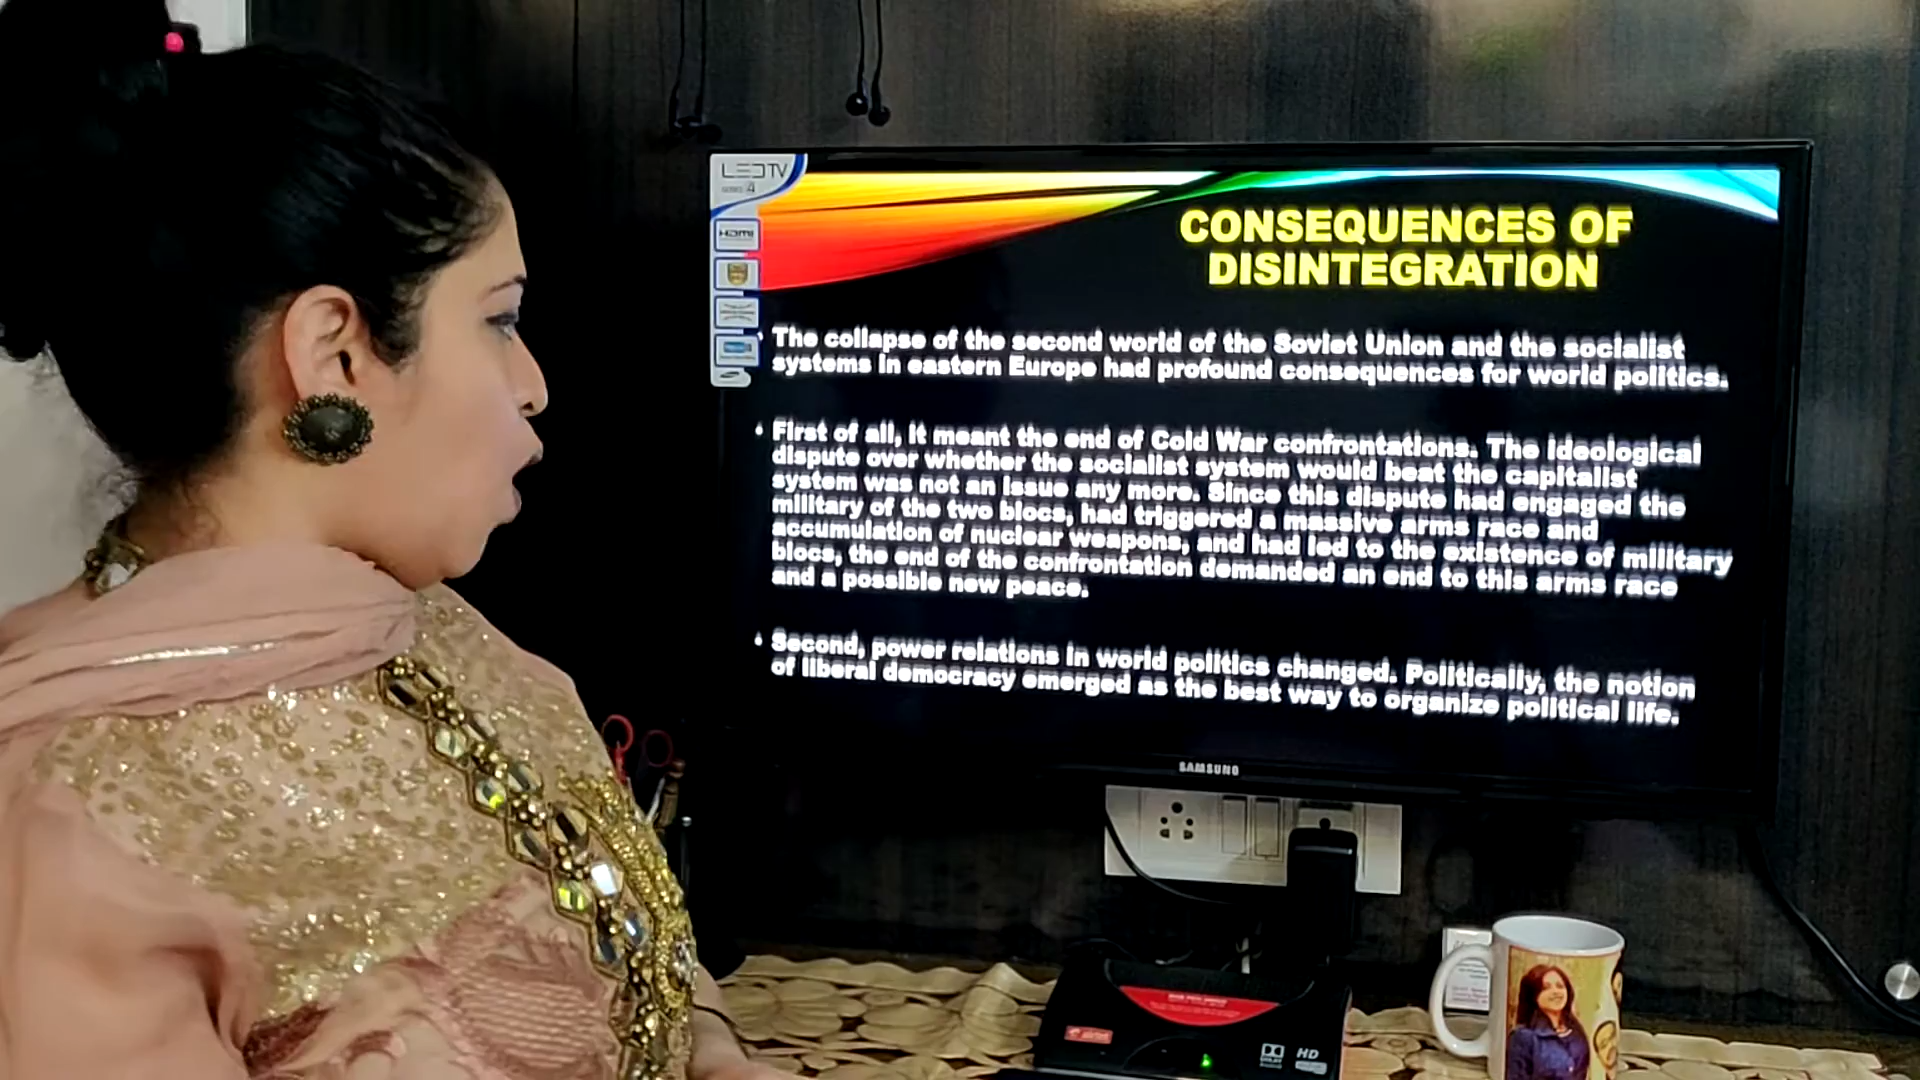 LED TV
SERIES 4
HDMI
CONSEQUENCES OF
DISINTEGRATION
The collapse of the second world of the Soviet Union and the socialist
systems in eastern Europe had profound consequences for world politics.
• First of all, it meant the end of Cold War confrontations. The ideological
dispute over whether the socialist system would beat the capitalist
system was not an issue any more. Since this dispute had engaged the
military of the two blocs, had triggered a massive arms race and
accumulation of nuclear weapons, and had led to the existence of military
blocs, the end of the confrontation demanded an end to this arms race
and a possible new peace.
• Second, power relations in world politics changed. Politically, the notion
of liberal democracy emerged as the best way to organize political life.
SAMSUNG
airtel
DOLBY
HD